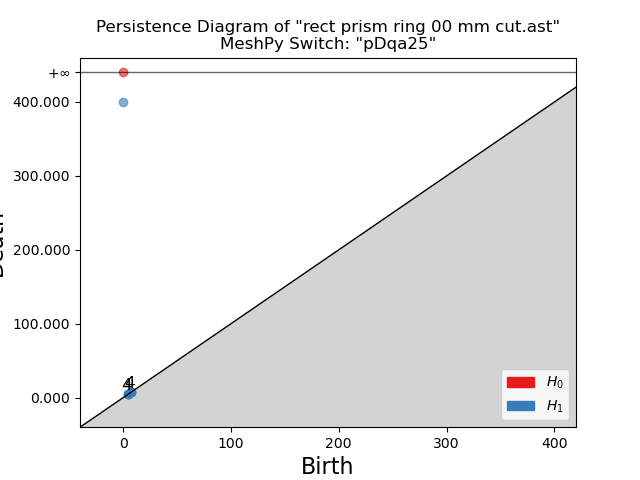 Persistence Diagram of "rect prism ring 00 mm cut.ast"
MeshPy Switch: "pDqa25"
+∞
400.000
300.000
200.000
100.000
0.000
4
4
H₀
H₁
0
100
200
300
400
Birth